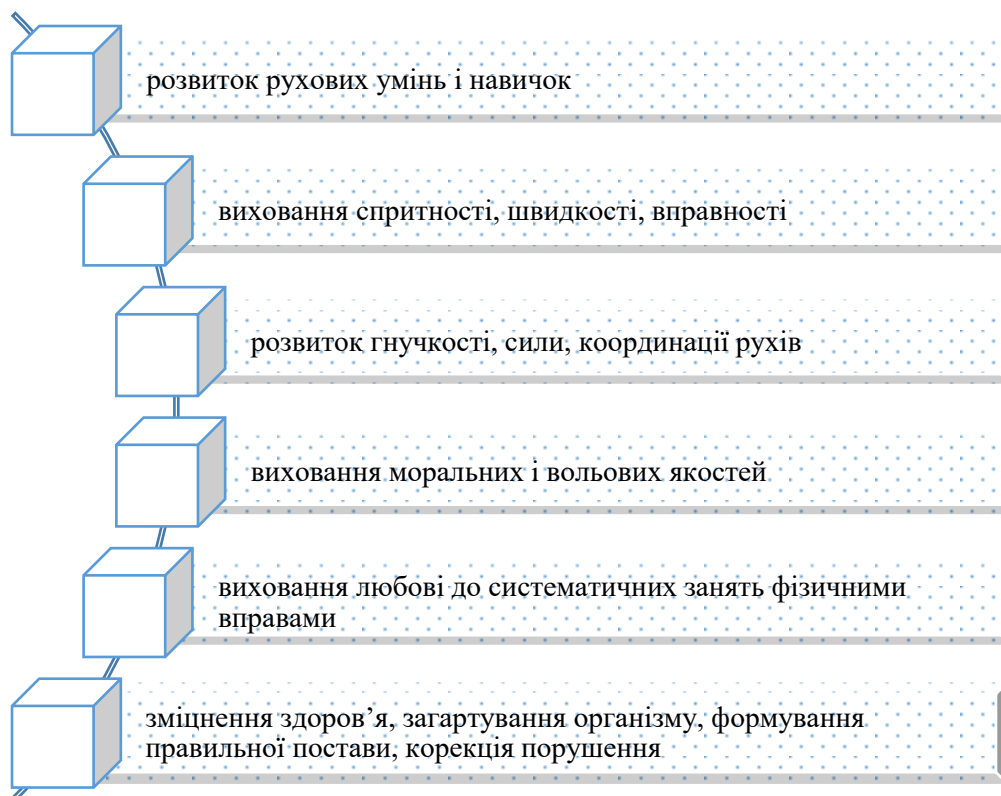 розвиток рухових умінь і навичок
виховання спритності, швидкості, вправності
розвиток гнучкості, сили, координації рухів
виховання моральних і вольових якостей
виховання любові до систематичних занять фізичними
вправами
зміцнення здоров’я, загартування організму, формування
правильної постави, корекція порушення